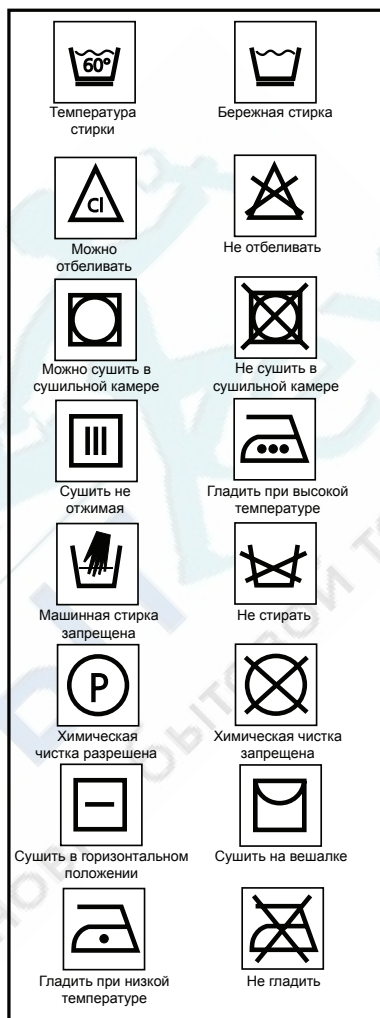 60°
Температура
стирки
Бережная стирка
Cl
Можно
отбеливать
Не отбеливать
Можно сушить в
сушильной камере
Не сушить в
сушильной камере
Сушить не
отжимая
Гладить при высокой
температуре
Машинная стирка
запрещена
Не стирать
P
Химическая
чистка разрешена
Химическая чистка
запрещена
Сушить в горизонтальном
положении
Сушить на вешалке
Гладить при низкой
температуре
Не гладить